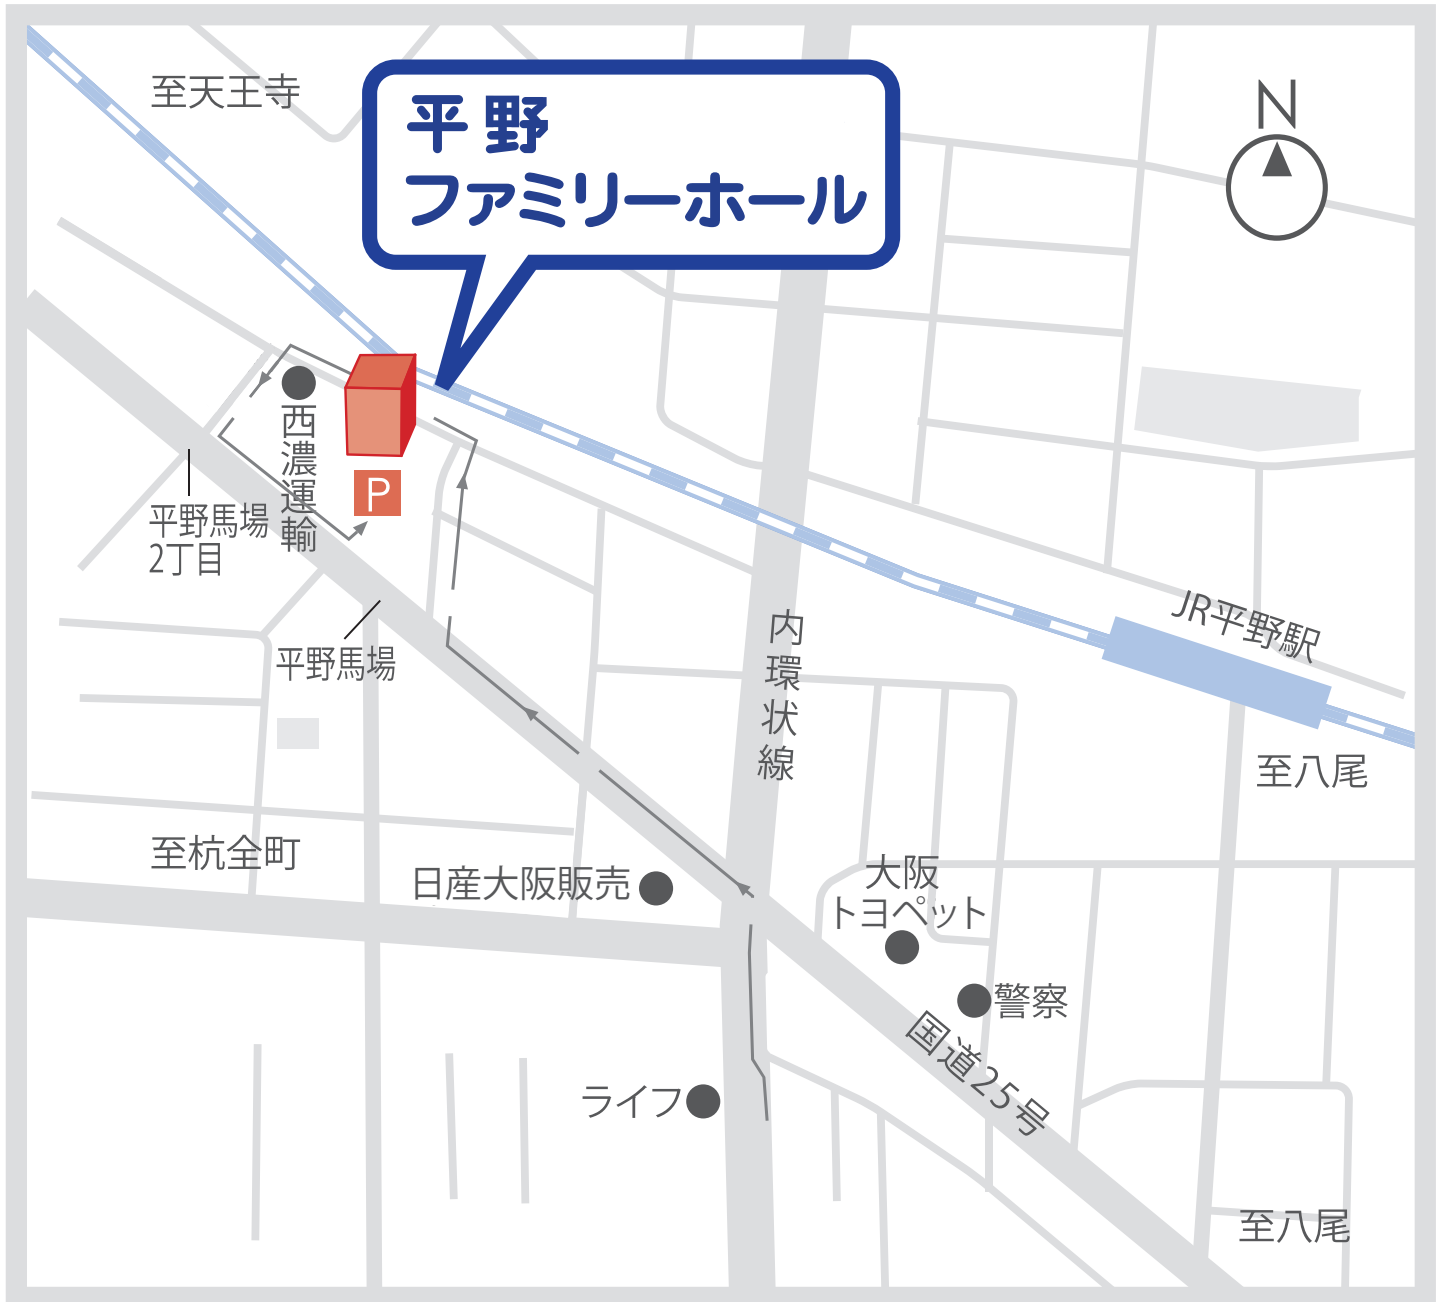 至天王寺
平野
ファミリーホール
N
西濃運輸
P
平野馬場
2丁目
平野馬場
JR平野駅
内環状線
至八尾
至杭全町
日産大阪販売
大阪
トヨペット
警察
国道25号
ライフ
至八尾